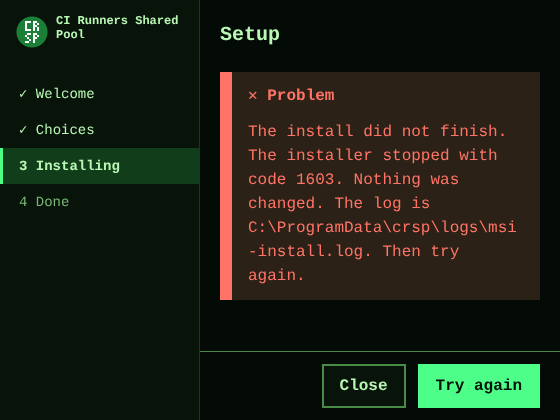 CR
SP
CI Runners Shared
Pool
✓ Welcome
✓ Choices
3 Installing
4 Done
Setup
✕ Problem
The install did not finish.
The installer stopped with
code 1603. Nothing was
changed. The log is
C:\ProgramData\crsp\logs\msi
-install.log. Then try
again.
Close
Try again